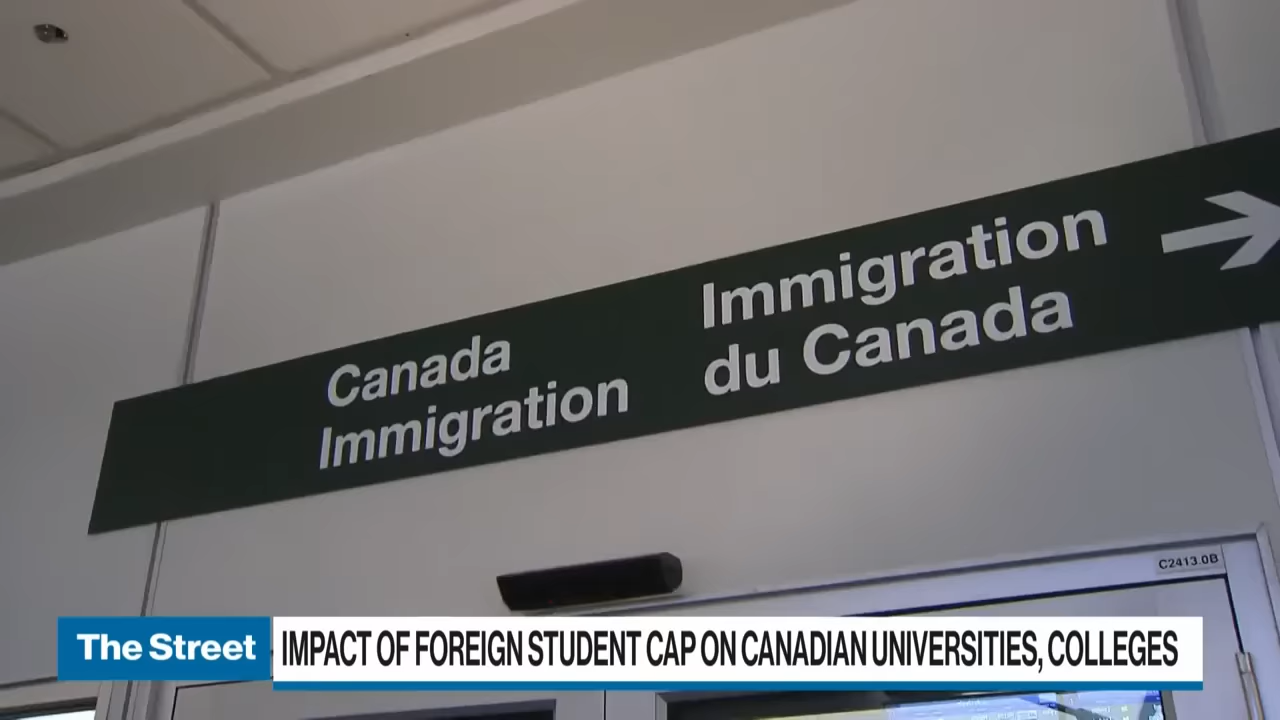 Canada
Immigration
Immigration
du Canada
C2413.0B
The Street
IMPACT OF FOREIGN STUDENT CAP ON CANADIAN UNIVERSITIES, COLLEGES